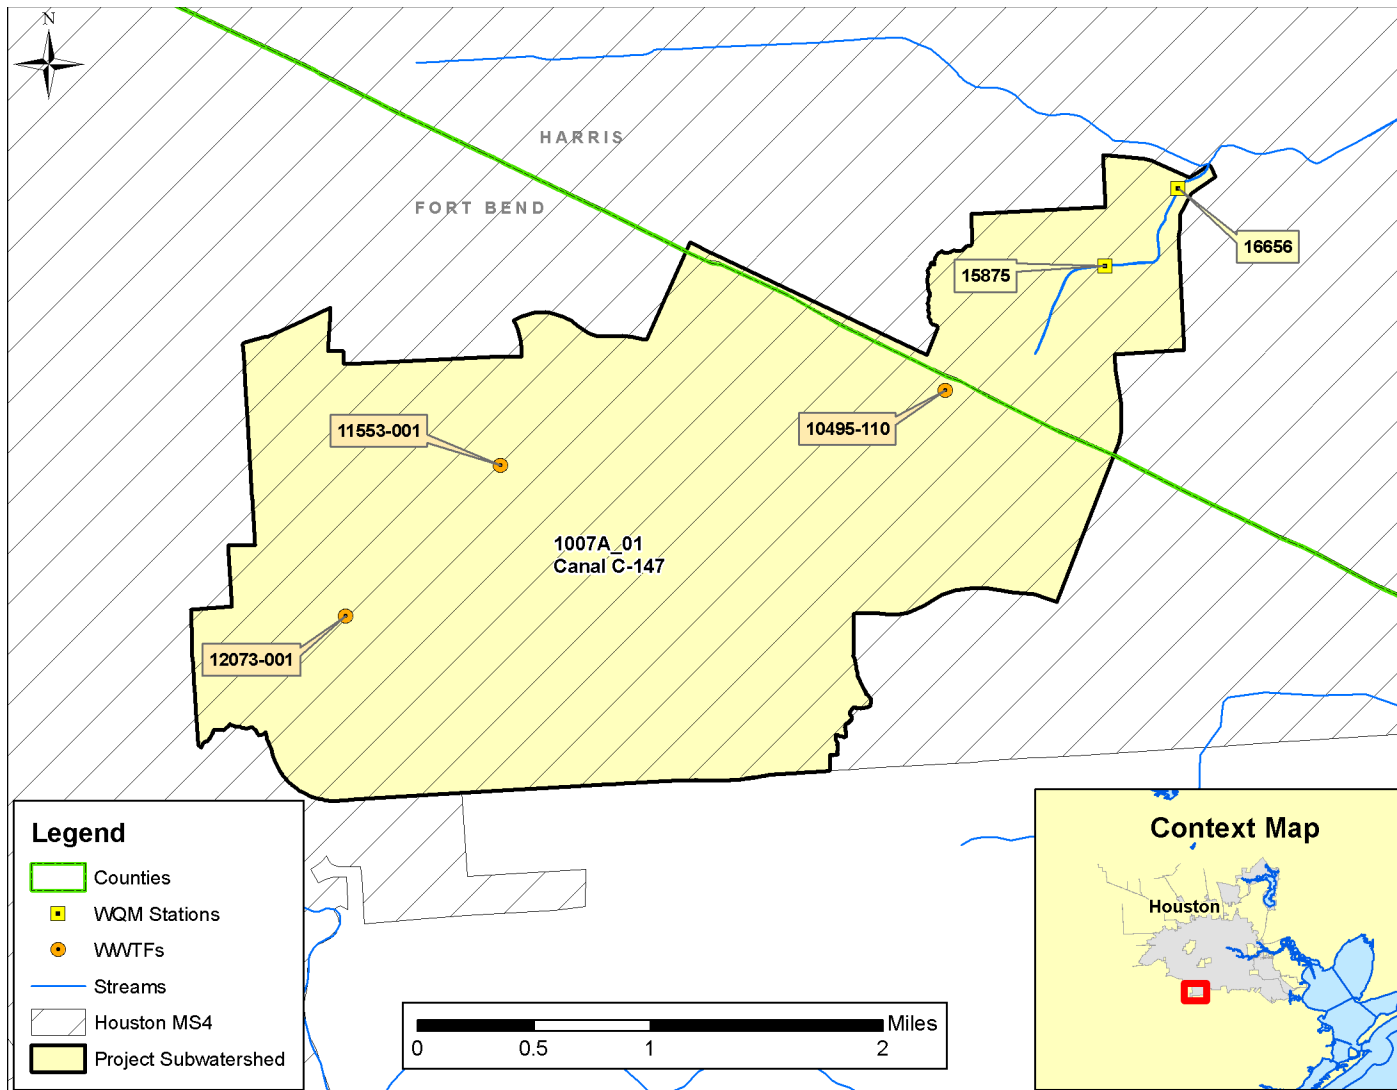 N
HARRIS
FORT BEND
16656
15875
11553-001
10495-110
1007A_01
Canal C-147
12073-001
Legend
Counties
WQM Stations
WWTFs
Streams
Houston MS4
Project Subwatershed
Miles
0 0.5 1 2
Context Map
Houston